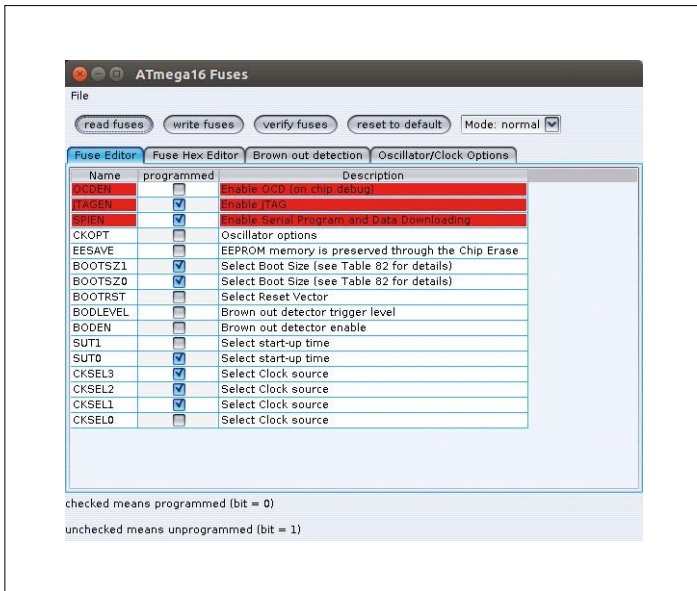 ATmega16 Fuses
File
read fuses write fuses verify fuses reset to default Mode: normal
Fuse Editor Fuse Hex Editor Brown out detection Oscillator/Clock Options
Name programmed Description
OCDEN Enable OCD (on chip debug)
JTAGEN Enable JTAG
SPIEN Enable Serial Program and Data Downloading
CKOPT Oscillator options
EESAVE EEPROM memory is preserved through the Chip Erase
BOOTSZ1 Select Boot Size (see Table 82 for details)
BOOTSZ0 Select Boot Size (see Table 82 for details)
BOOTRST Select Reset Vector
BODLEVEL Brown out detector trigger level
BODEN Brown out detector enable
SUT1 Select start-up time
SUT0 Select start-up time
CKSEL3 Select Clock source
CKSEL2 Select Clock source
CKSEL1 Select Clock source
CKSEL0 Select Clock source
checked means programmed (bit = 0)
unchecked means unprogrammed (bit = 1)